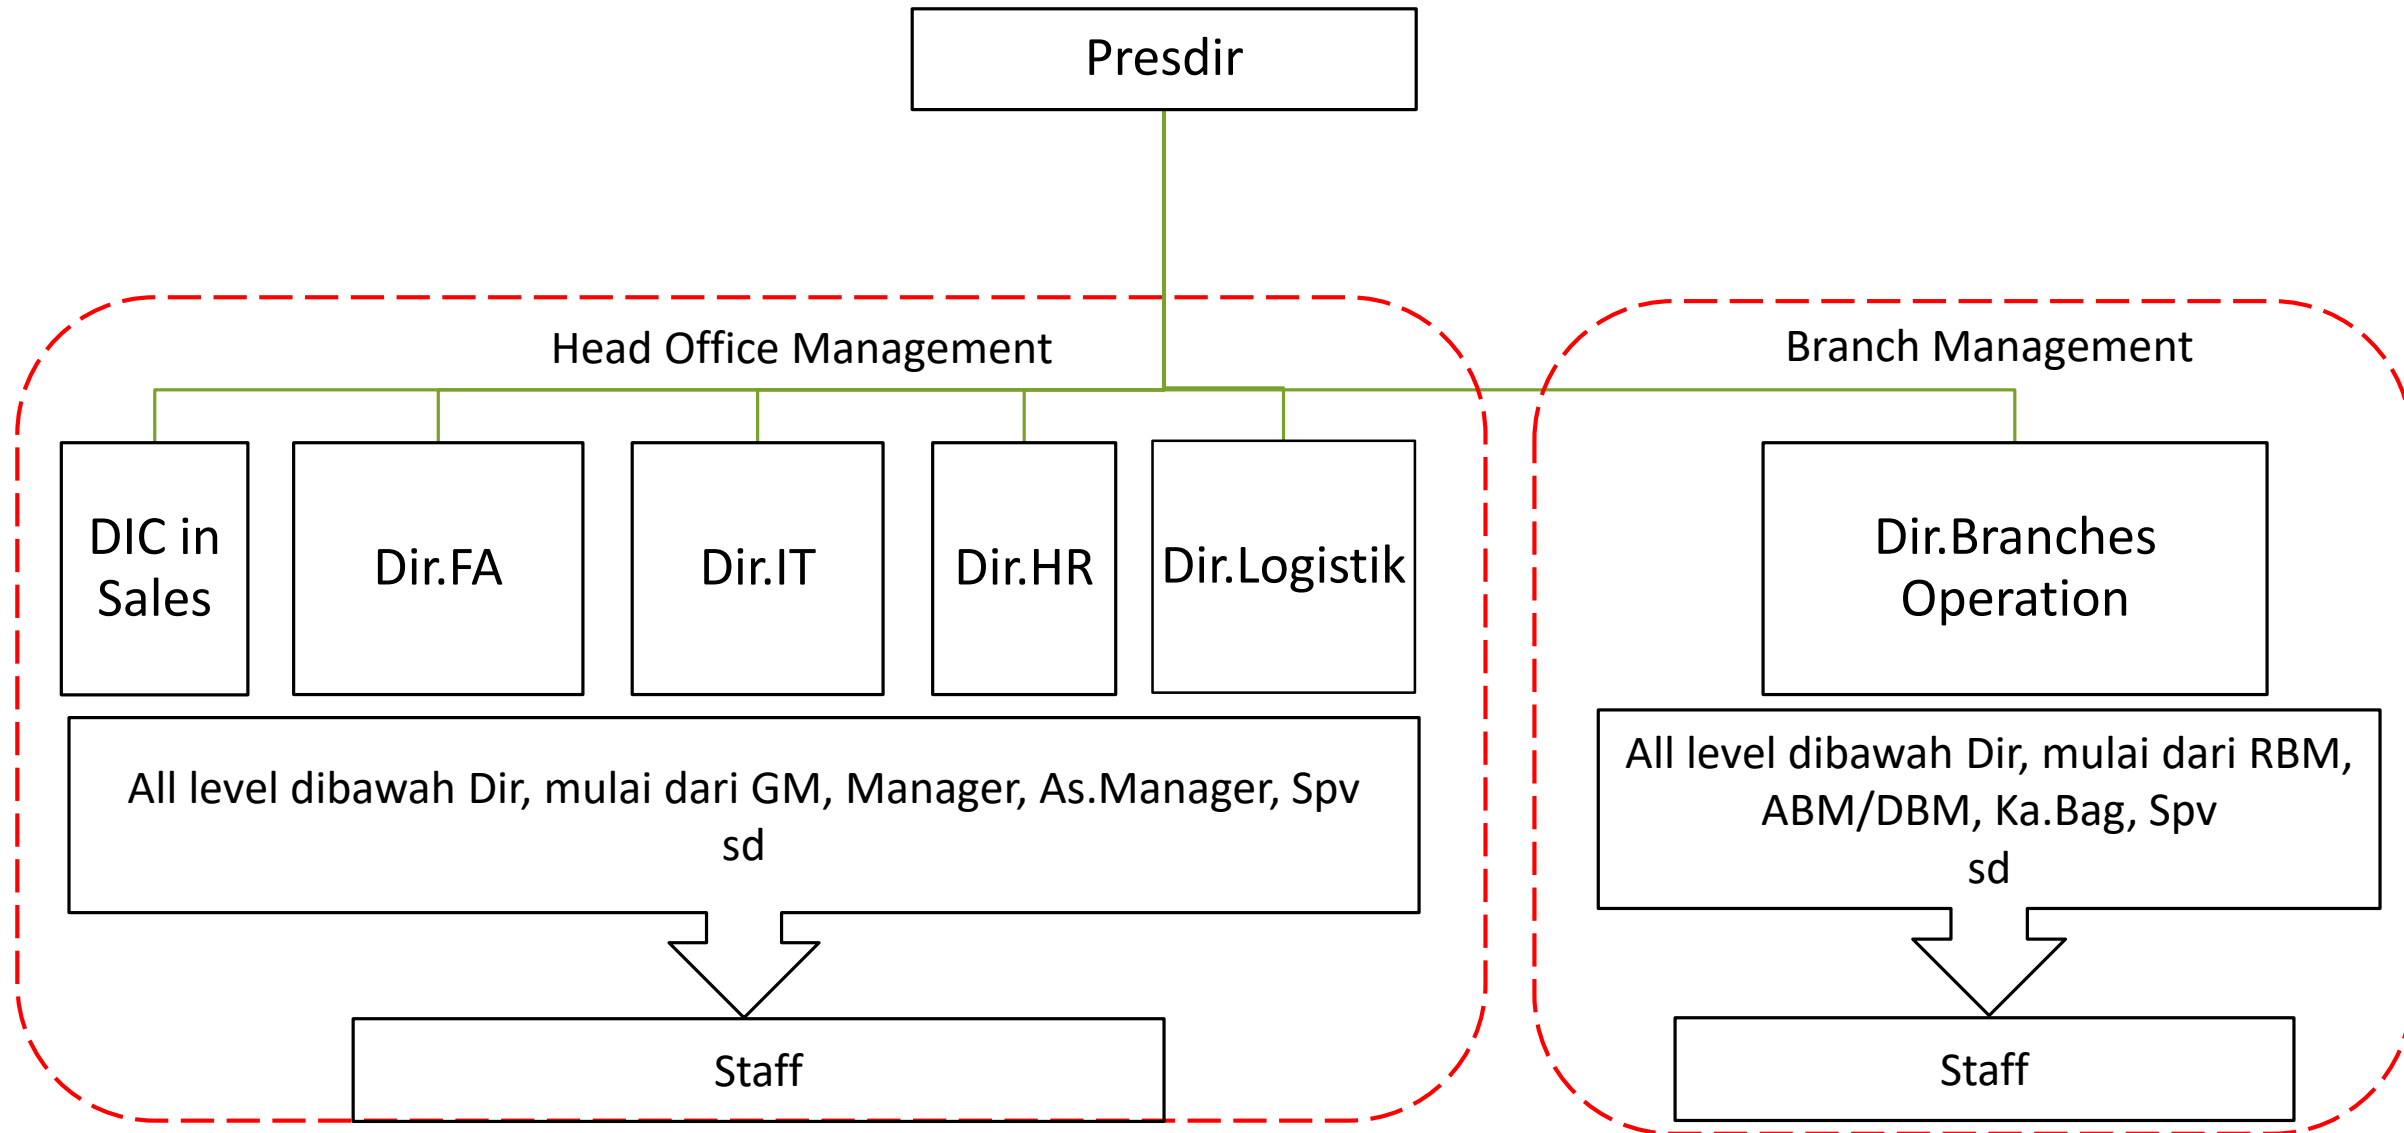 Presdir
Head Office Management
Branch Management
DIC in
Sales
Dir.FA
Dir.IT
Dir.HR
Dir.Logistik
Dir.Branches
Operation
All level dibawah Dir, mulai dari GM, Manager, As.Manager, Spv
sd
All level dibawah Dir, mulai dari RBM,
ABM/DBM, Ka.Bag, Spv
sd
Staff
Staff